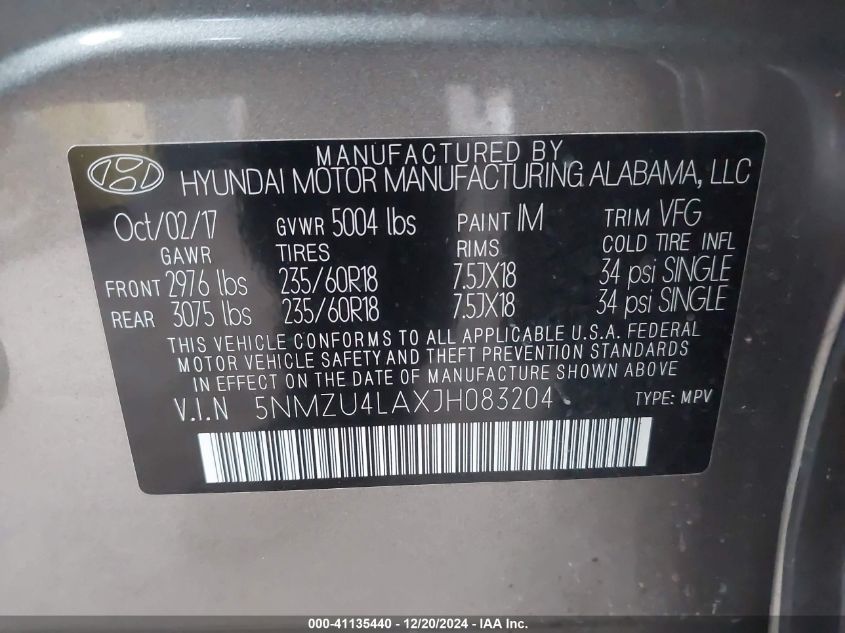 MANUFACTURED BY
HYUNDAI MOTOR MANUFACTURING ALABAMA, LLC
Oct/02/17 GVWR 5004 lbs PAINT IM TRIM VFG
GAWR TIRES RIMS COLD TIRE INFL
FRONT 2976 lbs 235/60R18 7.5JX18 34 psi SINGLE
REAR 3075 lbs 235/60R18 7.5JX18 34 psi SINGLE
THIS VEHICLE CONFORMS TO ALL APPLICABLE U.S.A. FEDERAL
MOTOR VEHICLE SAFETY AND THEFT PREVENTION STANDARDS
IN EFFECT ON THE DATE OF MANUFACTURE SHOWN ABOVE.
V.I.N 5NMZU4LAXJH083204 TYPE: MPV
000-41135440 - 12/20/2024 - IAA Inc.